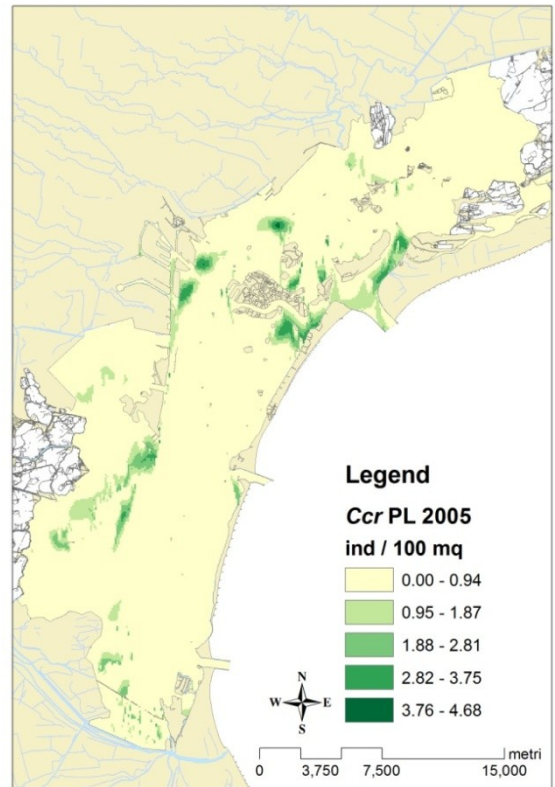 Legend
Ccr PL 2005
ind / 100 mq
0.00 - 0.94
0.95 - 1.87
1.88 - 2.81
2.82 - 3.75
3.76 - 4.68
N
W E
S
metri
0 3,750 7,500 15,000